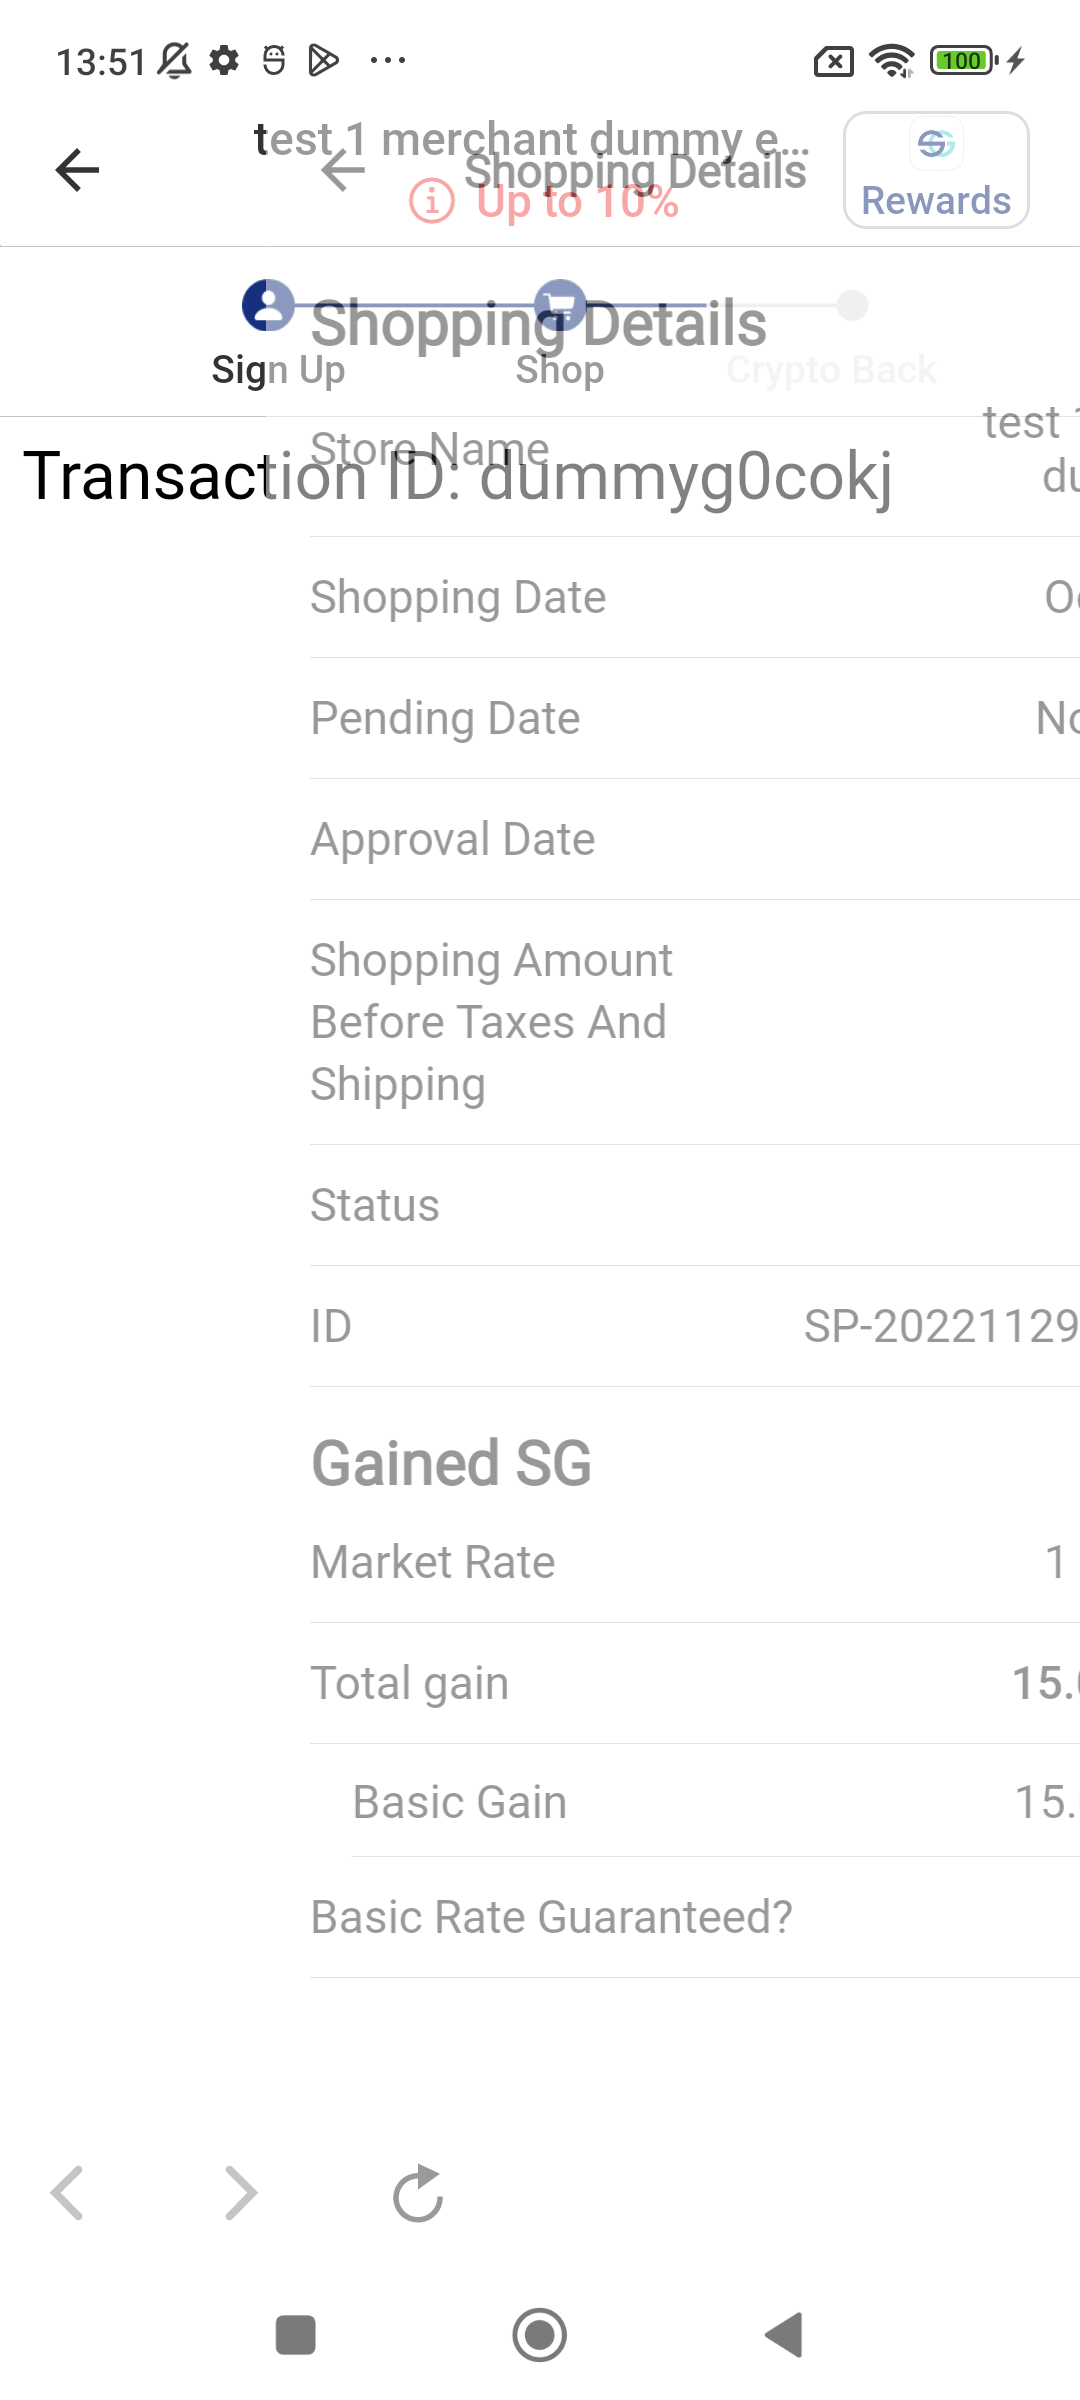 13:51
100
test 1 merchant dummy e...
Shopping Details
Up to 10%
Rewards
Shopping Details
Sign Up
Shop
Crypto Back
test
Store Name
Transaction ID: dummyg0cokj
du
Shopping Date
Pending Date
No
Approval Date
Shopping Amount
Before Taxes And
Shipping
Status
ID SP-20221129
Gained SG
Market Rate 1
Total gain 15.
Basic Gain 15.
Basic Rate Guaranteed?